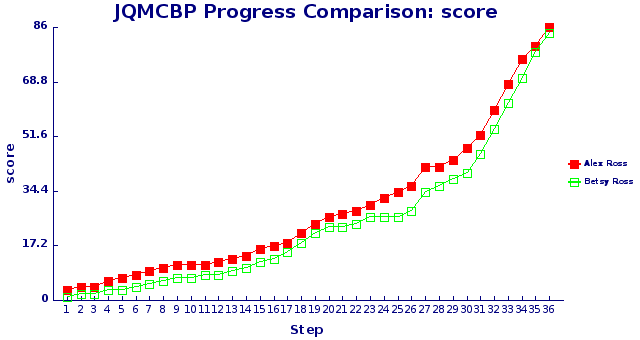 JQMCBP Progress Comparison: score
86
68.8
51.6
34.4
17.2
0
score
1 2 3 4 5 6 7 8 9 10 11 12 13 14 15 16 17 18 19 20 21 22 23 24 25 26 27 28 29 30 31 32 33 34 35 36
Step
Alex Ross
Betsy Ross